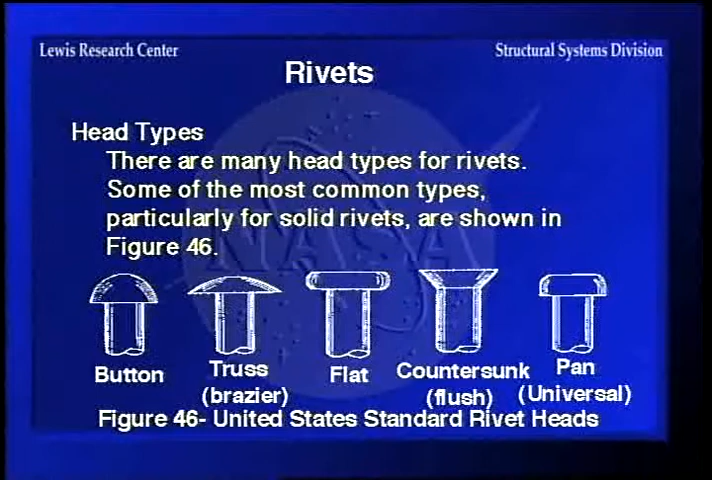 Lewis Research Center
Structural Systems Division
Rivets
Head Types
There are many head types for rivets.
Some of the most common types,
particularly for solid rivets, are shown in
Figure 46.
NASA
Button
Truss
(brazier)
Flat
Countersunk
(flush)
Pan
(Universal)
Figure 46- United States Standard Rivet Heads